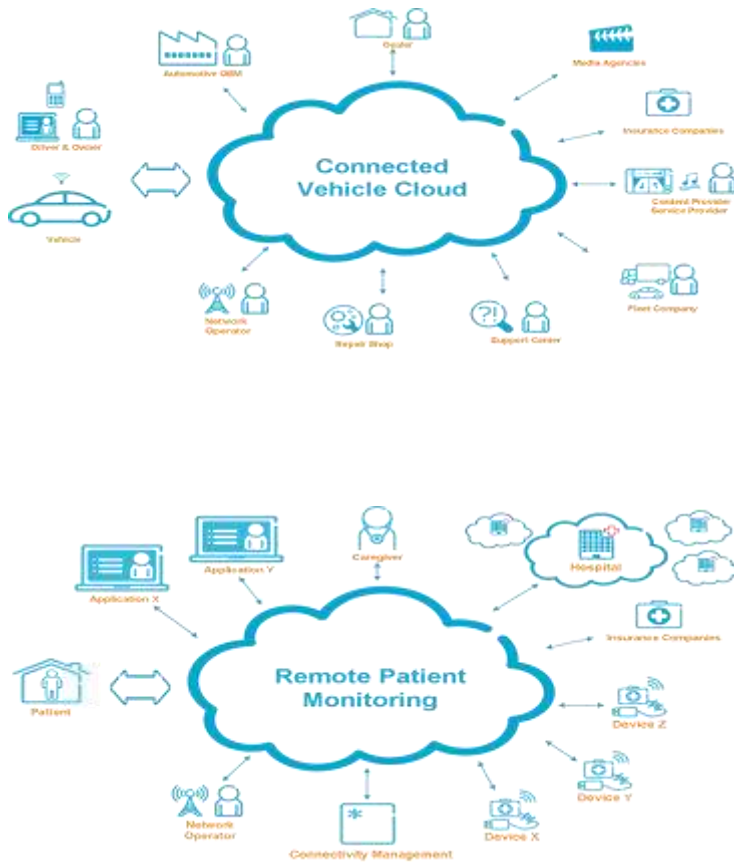 Dealer
Automotive OEM
Media Agencies
Driver & Owner
Insurance Companies
Connected
Vehicle Cloud
Content Provider
Service Provider
Vehicle
Fleet Company
Network
Operator
Repair Shop
?!
Support Center
Application Y
Caregiver
Hospital
Application X
Insurance Companies
Remote Patient
Monitoring
Patient
Device Z
Device Y
Network
Operator
*
Device X
Connectivity Management